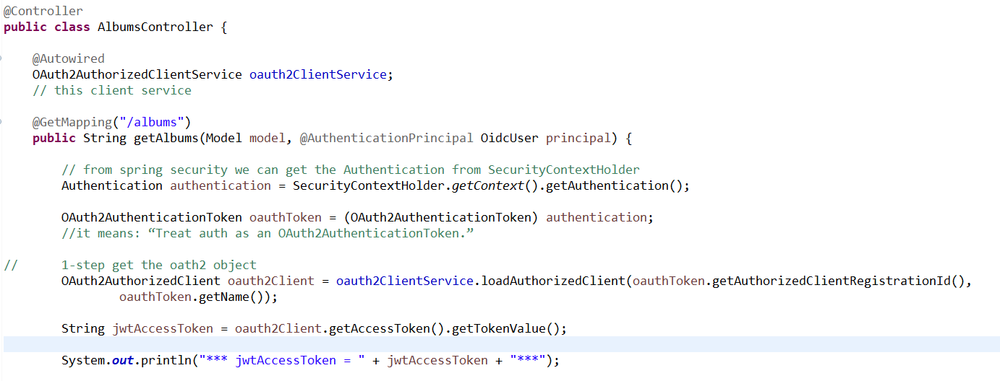 @Controller
public class AlbumsController {
@Autowired
OAuth2AuthorizedClientService oauth2ClientService;
// this client service
@GetMapping("/albums")
public String getAlbums(Model model, @AuthenticationPrincipal OidcUser principal) {
// from spring security we can get the Authentication from SecurityContextHolder
Authentication authentication = SecurityContextHolder.getContext().getAuthentication();
OAuth2AuthenticationToken oauthToken = (OAuth2AuthenticationToken) authentication;
//it means: “Treat auth as an OAuth2AuthenticationToken.”
// 1-step get the oath2 object
OAuth2AuthorizedClient oauth2Client = oauth2ClientService.loadAuthorizedClient(oauthToken.getAuthorizedClientRegistrationId(),
oauthToken.getName());
String jwtAccessToken = oauth2Client.getAccessToken().getTokenValue();
System.out.println("*** jwtAccessToken = " + jwtAccessToken + "***");